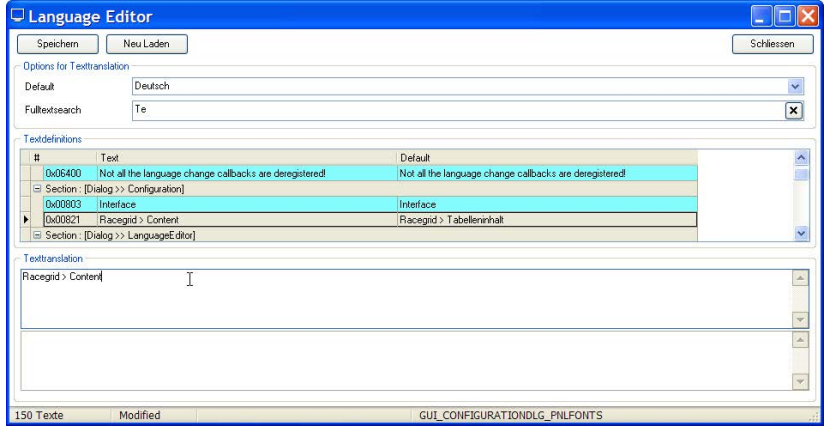 Language Editor
Speichern Neu Laden Schliessen
Options for Texttranslation
Default Deutsch
Fulltextsearch Te
Textdefinitions
# Text Default
0x06400 Not all the language change callbacks are deregistered! Not all the language change callbacks are deregistered!
Section : [Dialog >> Configuration]
0x00803 Interface Interface
0x00821 Racegrid > Content Racegrid > Tabelleninhalt
Section : [Dialog >> LanguageEditor]
Texttranslation
Racegrid > Content
150 Texte Modified GUI_CONFIGURATIONDLG_PNLFONTS